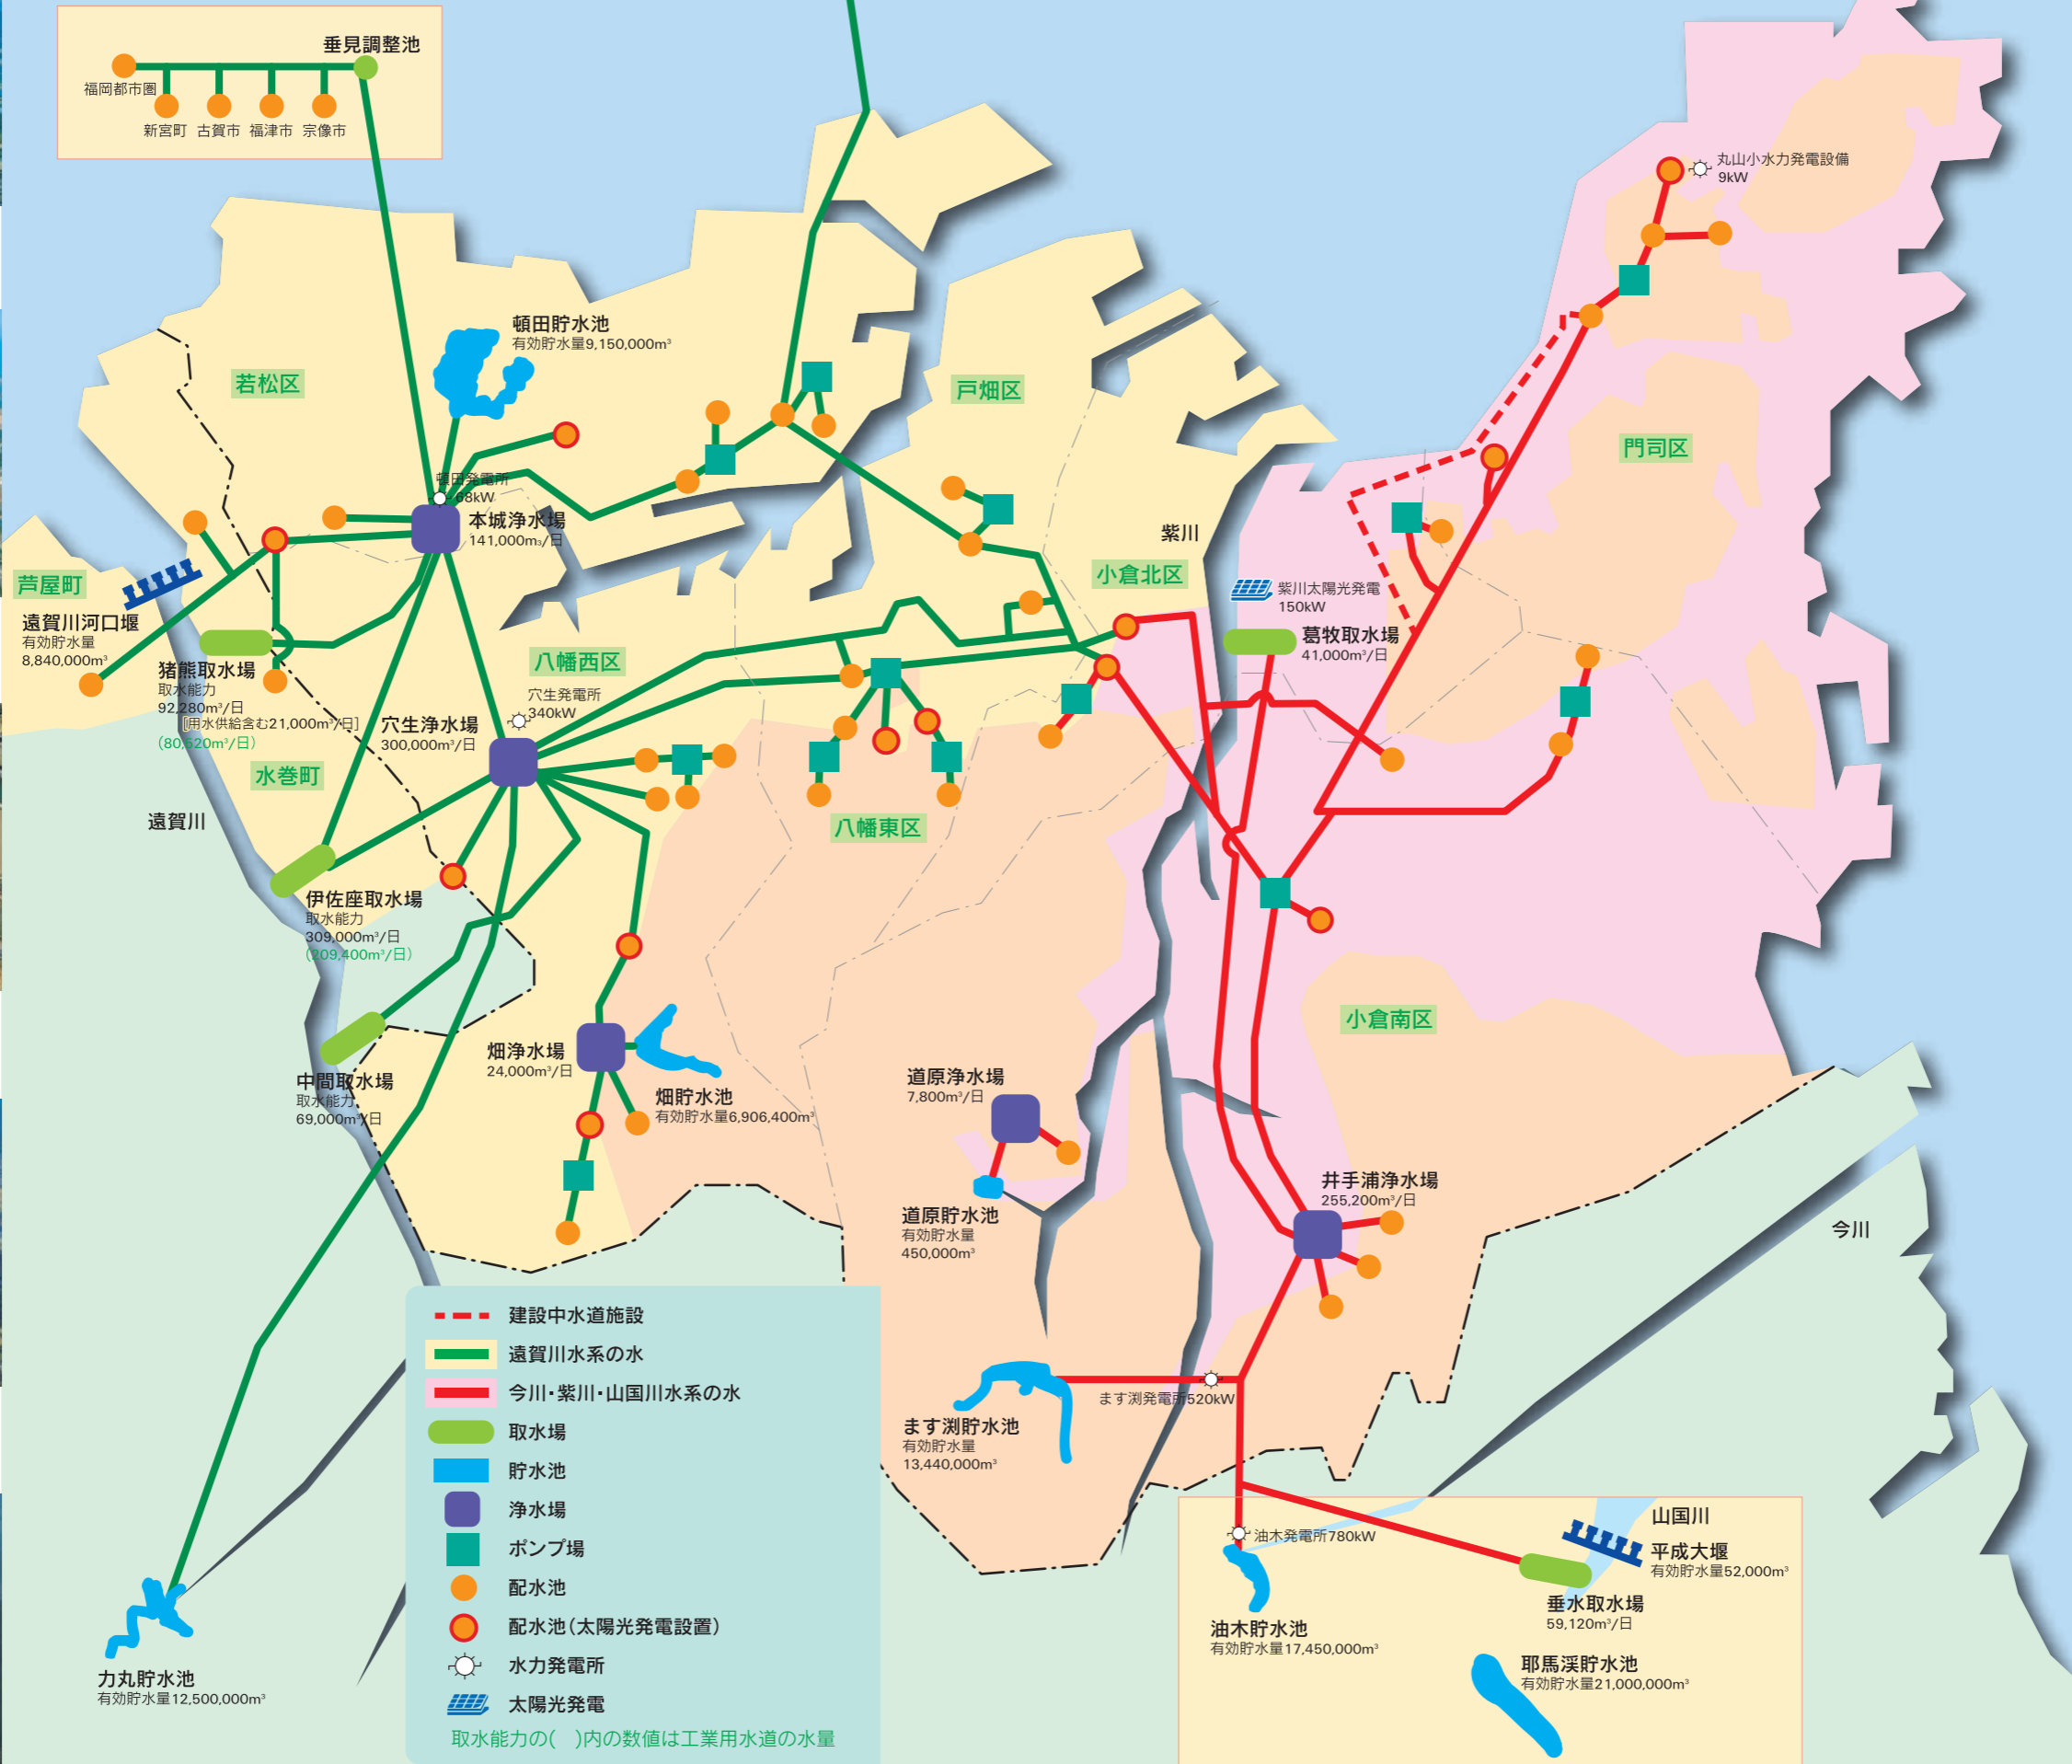 垂見調整池
福岡都市圏
新宮町
古賀市
福津市
宗像市
丸山小水力発電設備
9kW
頓田貯水池
有効貯水量9,150,000m³
若松区
戸畑区
門司区
頓田発電所
68kW
本城浄水場
141,000m₃/日
紫川
小倉北区
芦屋町
紫川太陽光発電
150kW
遠賀川河口堰
有効貯水量
8,840,000m³
葛牧取水場
41,000m³/日
猪熊取水場
取水能力
92,280m³/日
[用水供給含む21,000m³/日]
(80,520m³/日)
八幡西区
穴生発電所
340kW
穴生浄水場
300,000m³/日
水巻町
遠賀川
八幡東区
伊佐座取水場
取水能力
309,000m³/日
(209,400m³/日)
小倉南区
畑浄水場
24,000m³/日
中間取水場
取水能力
69,000m³/日
畑貯水池
有効貯水量6,906,400m³
道原浄水場
7,800m³/日
井手浦浄水場
255,200m³/日
道原貯水池
有効貯水量
450,000m³
今川
建設中水道施設
遠賀川水系の水
今川・紫川・山国川水系の水
取水場
貯水池
浄水場
ポンプ場
配水池
配水池(太陽光発電設置)
水力発電所
太陽光発電
取水能力の( )内の数値は工業用水道の水量
ます渕発電所520kW
ます渕貯水池
有効貯水量
13,440,000m³
油木発電所780kW
山国川
平成大堰
有効貯水量52,000m³
垂水取水場
59,120m³/日
油木貯水池
有効貯水量17,450,000m³
耶馬渓貯水池
有効貯水量21,000,000m³
力丸貯水池
有効貯水量12,500,000m³